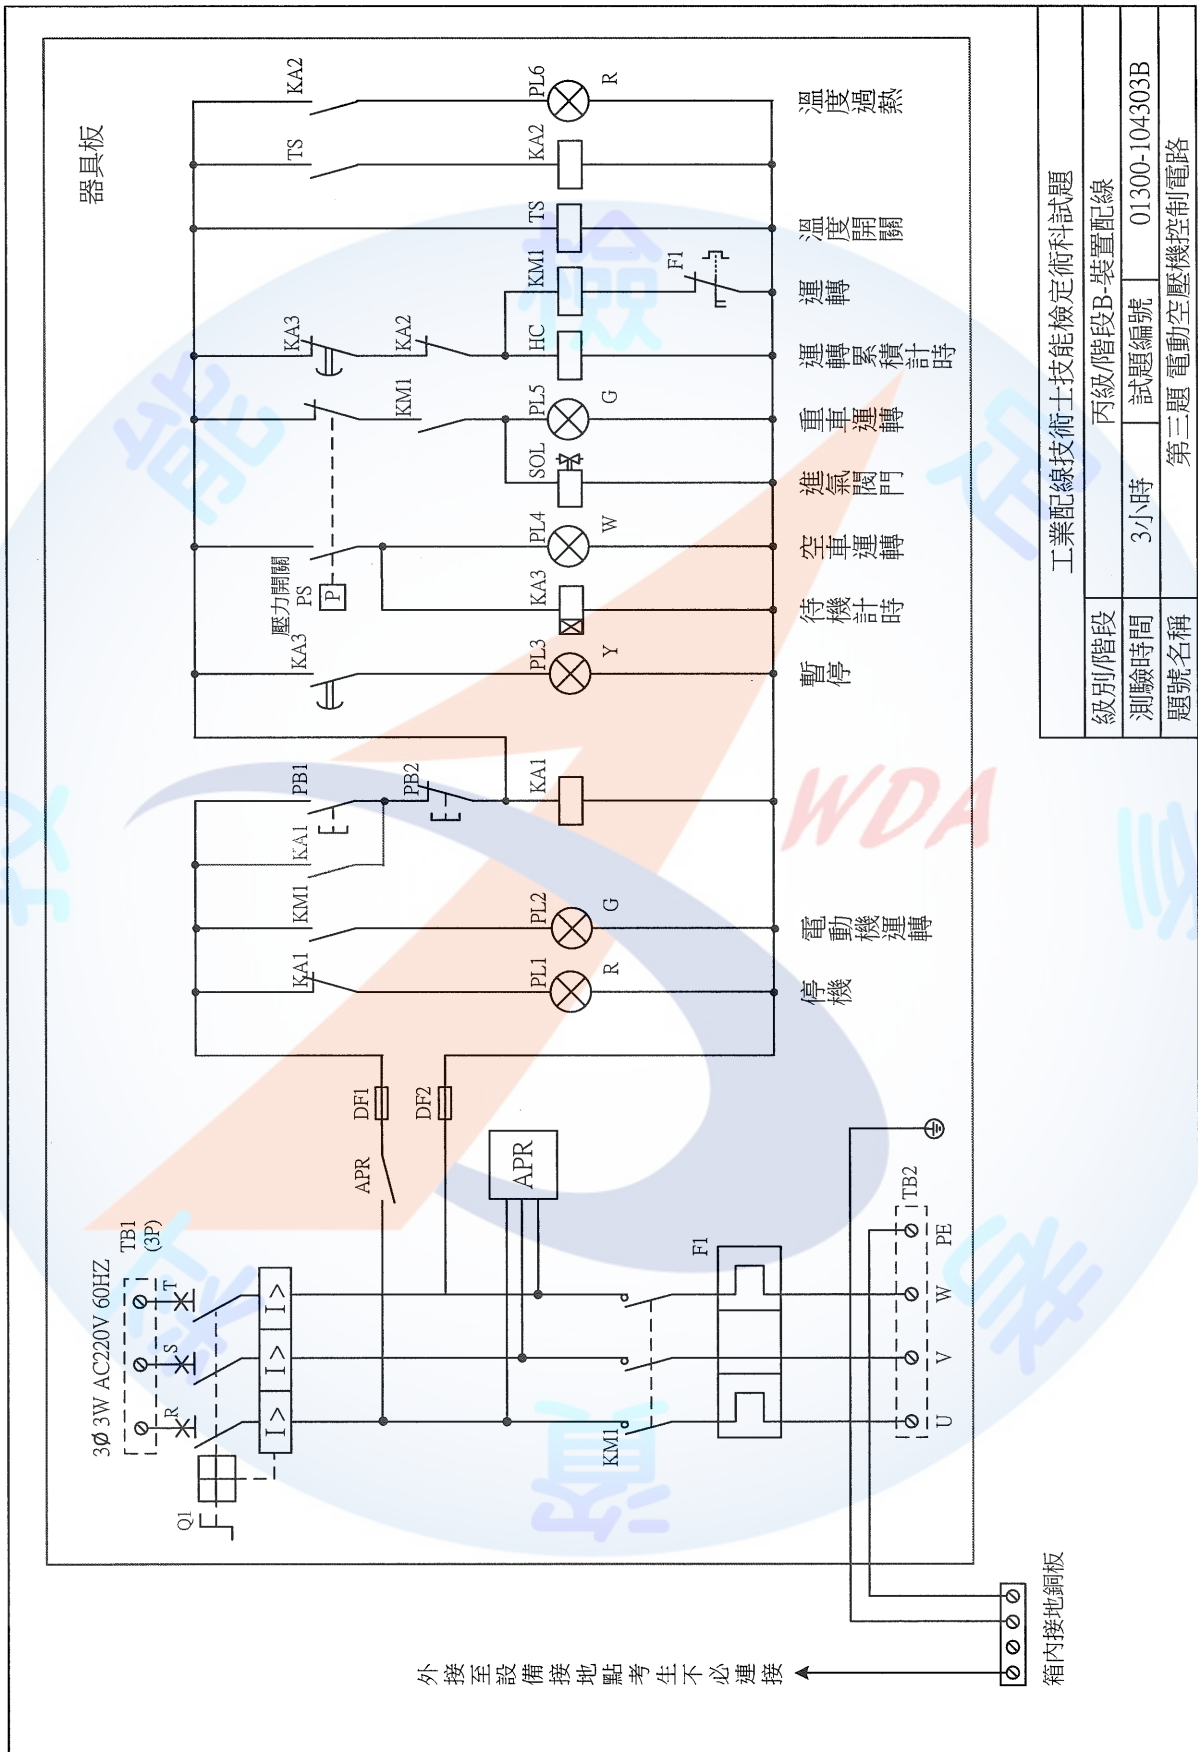 器具板
3Ø 3W AC220V 60HZ
TB1
(3P)
R
S
T
Q1
I >
I >
I >
APR
DF1
DF2
APR
KM1
F1
TB2
U
V
W
PE
KA1
PL1
R
停機
KM1
PL2
G
電動機運轉
KA1
PB1
PB2
KA1
KA3
PL3
Y
暫停
壓力開關
PS
P
KA3
待機計時
PL4
W
空車運轉
SOL
進氣閥門
KM1
PL5
G
重車運轉
KA3
KA2
HC
運轉累積計時
KM1
F1
運轉
TS
溫度開關
TS
KA2
KA2
PL6
R
溫度過熱
外接至設備接地點考生不必連接
箱內接地銅板
工業配線技術士技能檢定術科試題
級別/階段 丙級/階段B-裝置配線
測驗時間 3小時 試題編號 01300-104303B
題號名稱 第三題 電動空壓機控制電路
WDA